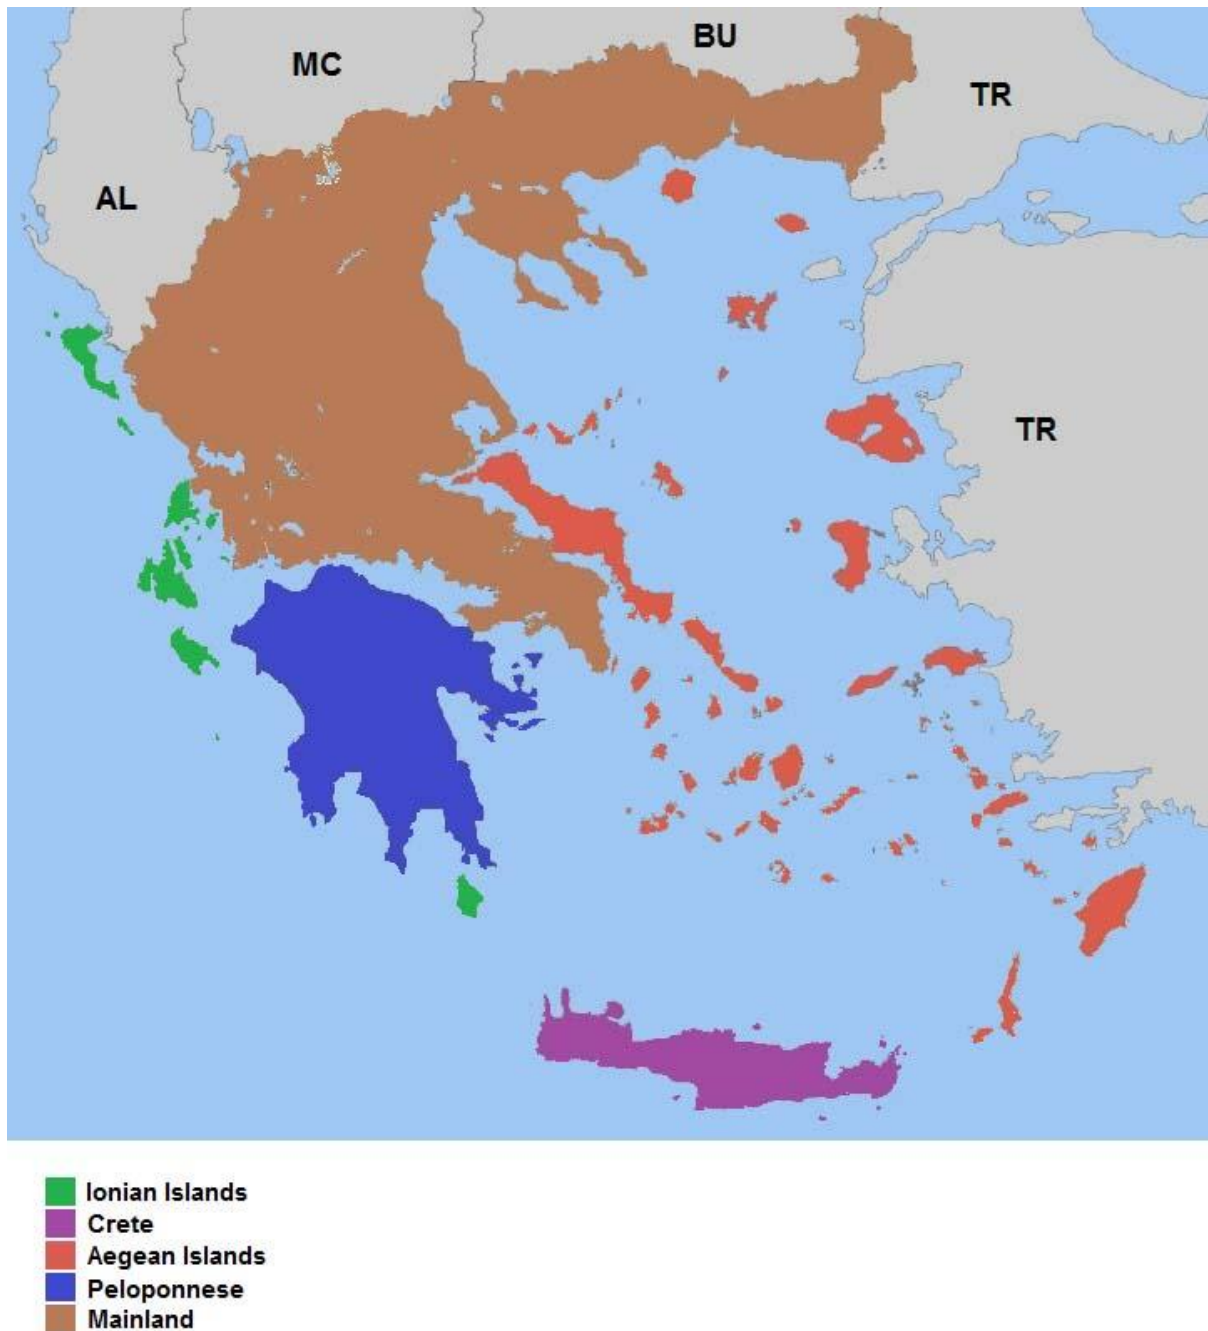 BU
MC
TR
AL
TR
Ionian Islands
Crete
Aegean Islands
Peloponnese
Mainland